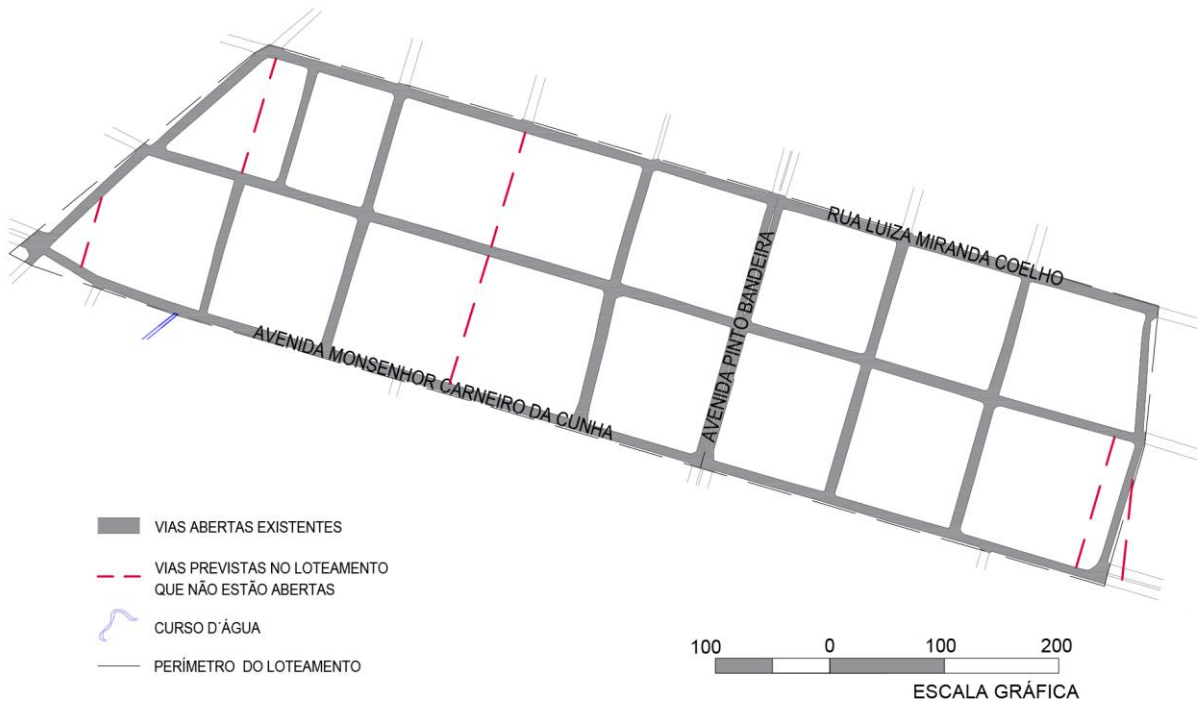 RUA LUIZA MIRANDA COELHO
AVENIDA PINTO BANDEIRA
AVENIDA MONSENHOR CARNEIRO DA CUNHA
VIAS ABERTAS EXISTENTES
VIAS PREVISTAS NO LOTEAMENTO
QUE NÃO ESTÃO ABERTAS
CURSO D´ÁGUA
PERÍMETRO DO LOTEAMENTO
100 0 100 200
ESCALA GRÁFICA